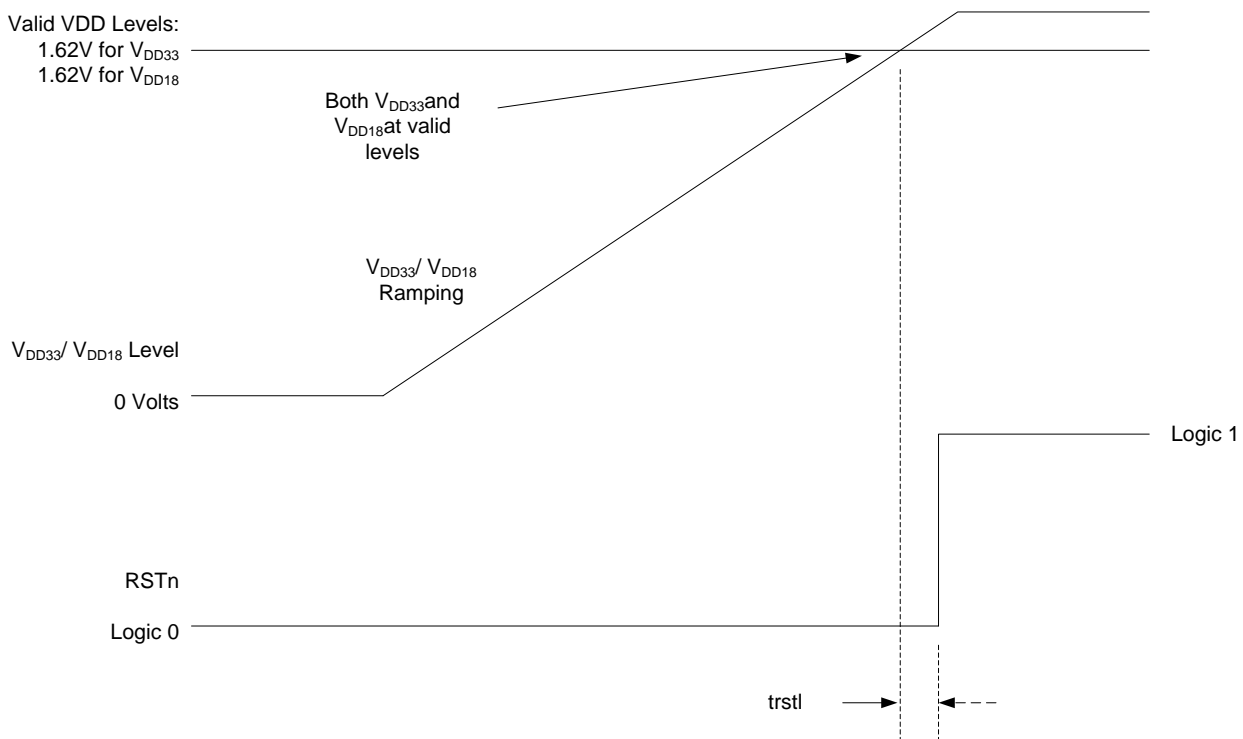 Valid VDD Levels:
1.62V for VDD33
1.62V for VDD18
Both VDD33and
VDD18at valid
levels
VDD33/ VDD18
Ramping
VDD33/ VDD18 Level
0 Volts
Logic 1
RSTn
Logic 0
trstl